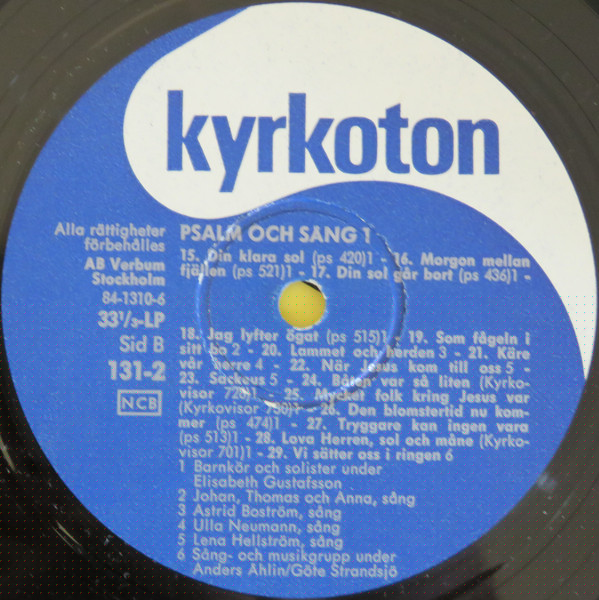 kyrkoton
Alla rättigheter
förbehålles
AB Verbum
Stockholm
84-1310-6
33 1/3-LP
Sid B
131-2
NCB
PSALM OCH SANG 1
15. Din klara sol (ps 420)1 - 16. Morgon mellan
fjällen (ps 521)1 - 17. Din sol går bort (ps 436)1 -
18. Jag lyfter ögat (ps 515)1 - 19. Som fågeln i
sitt bo 2 - 20. Lammet och herden 3 - 21. Käre
vår herre 4 - 22. När Jesus kom till oss 5 -
23. Sackeus 5 - 24. Båten var så liten (Kyrko-
visor 728)1 - 25. Mycket folk kring Jesus var
(Kyrkovisor 730)1 - 26. Den blomstertid nu kom-
mer (ps 474)1 - 27. Tryggare kan ingen vara
(ps 513)1 - 28. Lova Herren, sol och måne (Kyrko-
visor 701)1 - 29. Vi sätter oss i ringen 6
1 Barnkör och solister under
Elisabeth Gustafsson
2 Johan, Thomas och Anna, sång
3 Astrid Boström, sång
4 Ulla Neumann, sång
5 Lena Hellström, sång
6 Sång- och musikgrupp under
Anders Åhlin/Göte Strandsjö